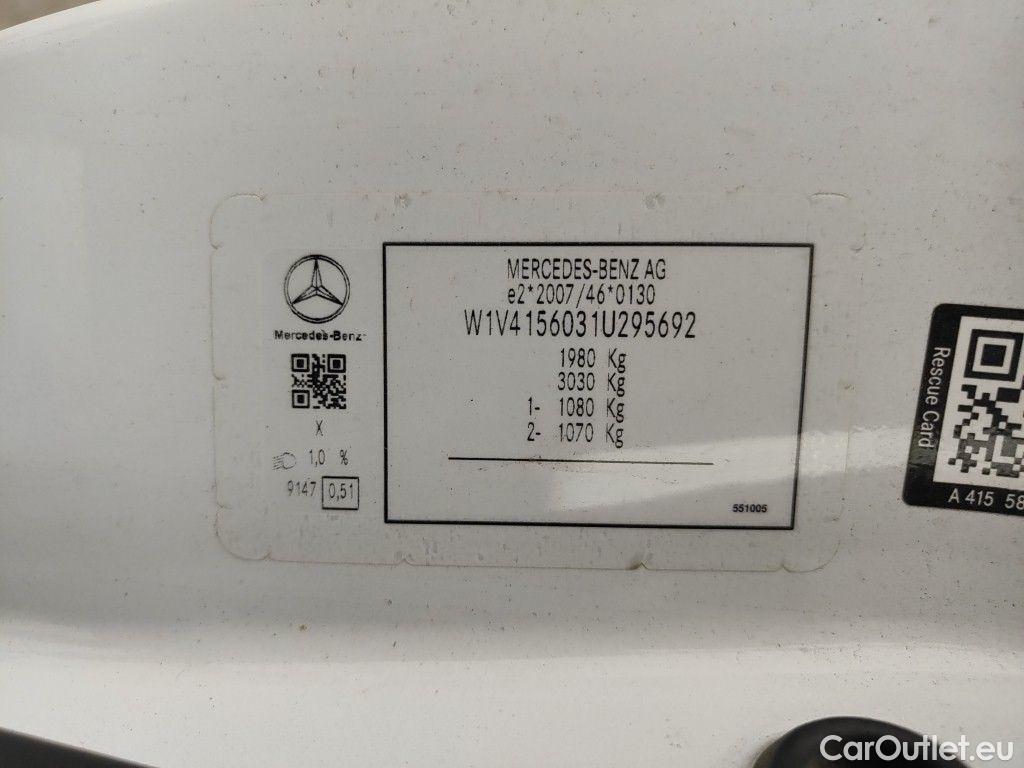 MERCEDES-BENZ AG
e2*2007/46*0130
W1V4156031U295692
1980 Kg
3030 Kg
1- 1080 Kg
2- 1070 Kg
551005
Mercedes-Benz
X
1,0 %
9147 0,51
Rescue Card
A 415 58
CarOutlet.eu